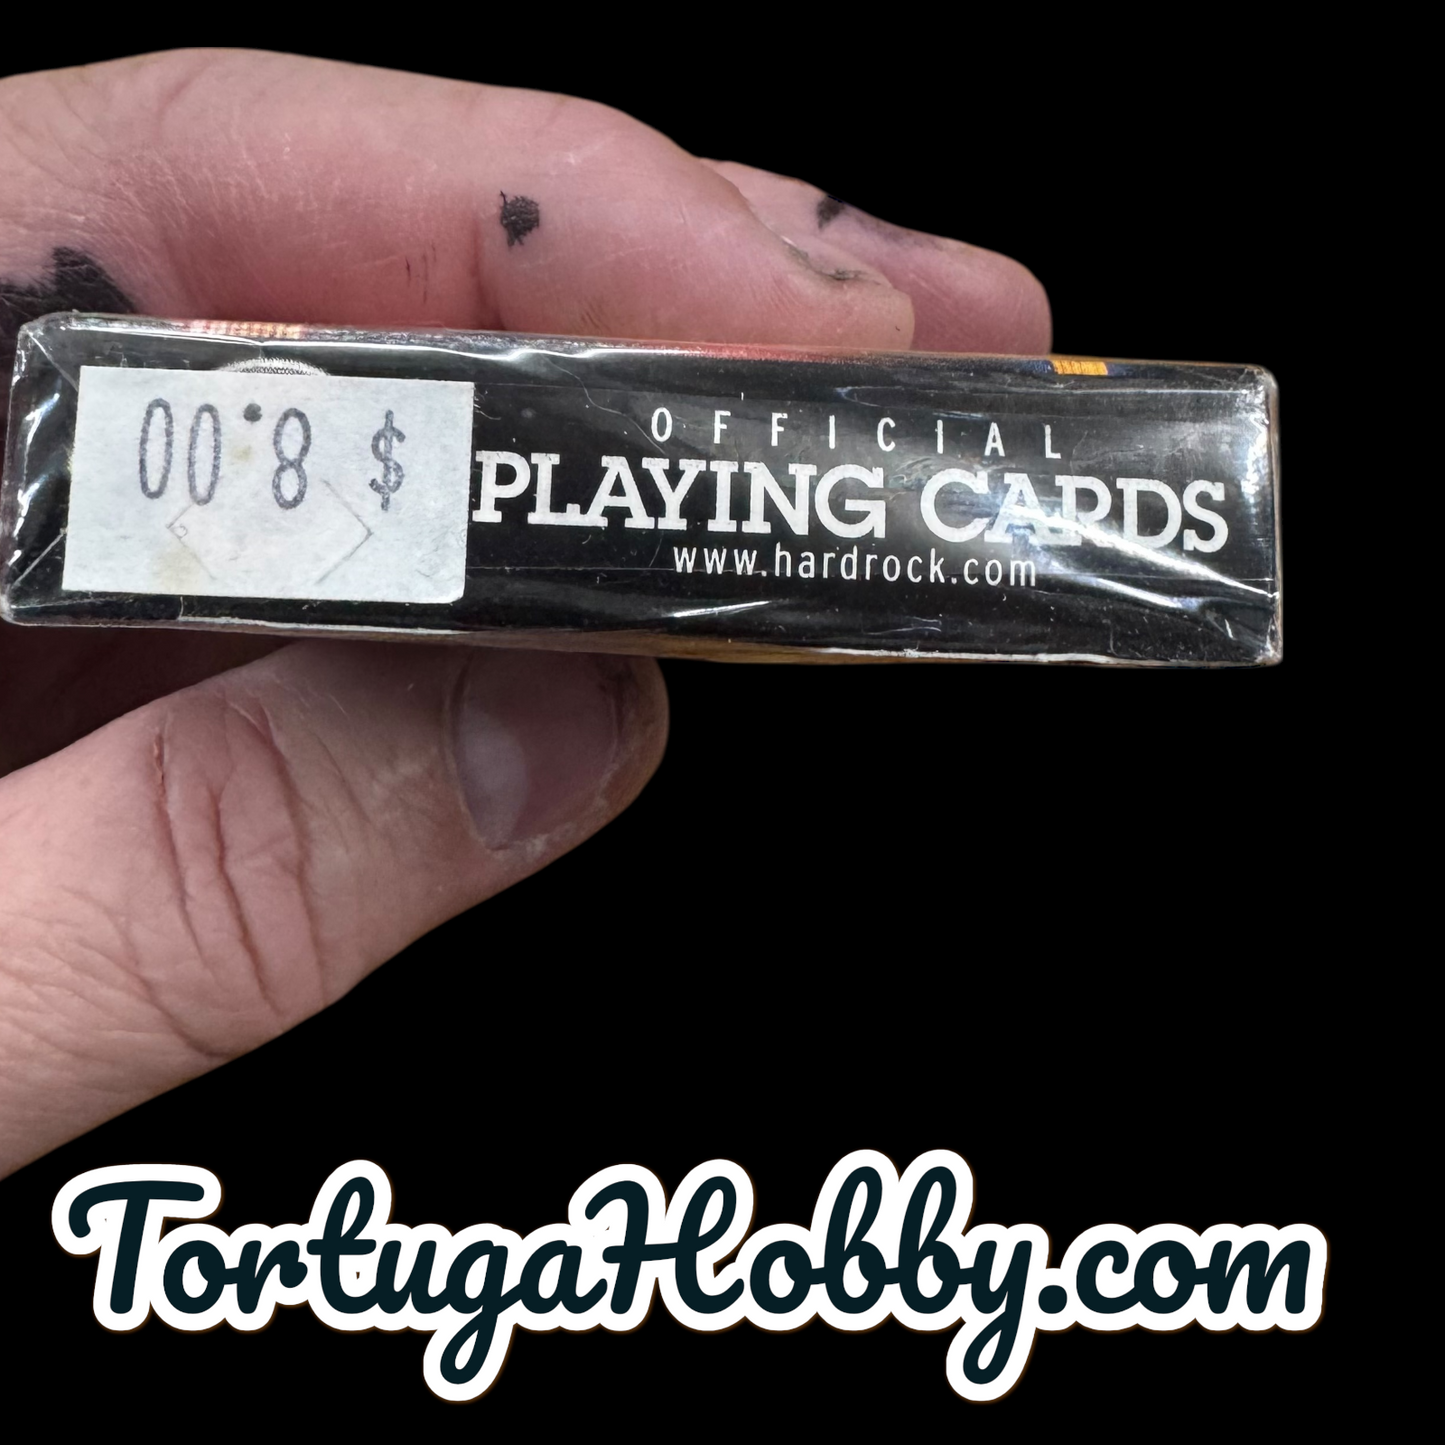 $ 8.00
OFFICIAL
PLAYING CARDS
www.hardrock.com
TortugaHobby.com